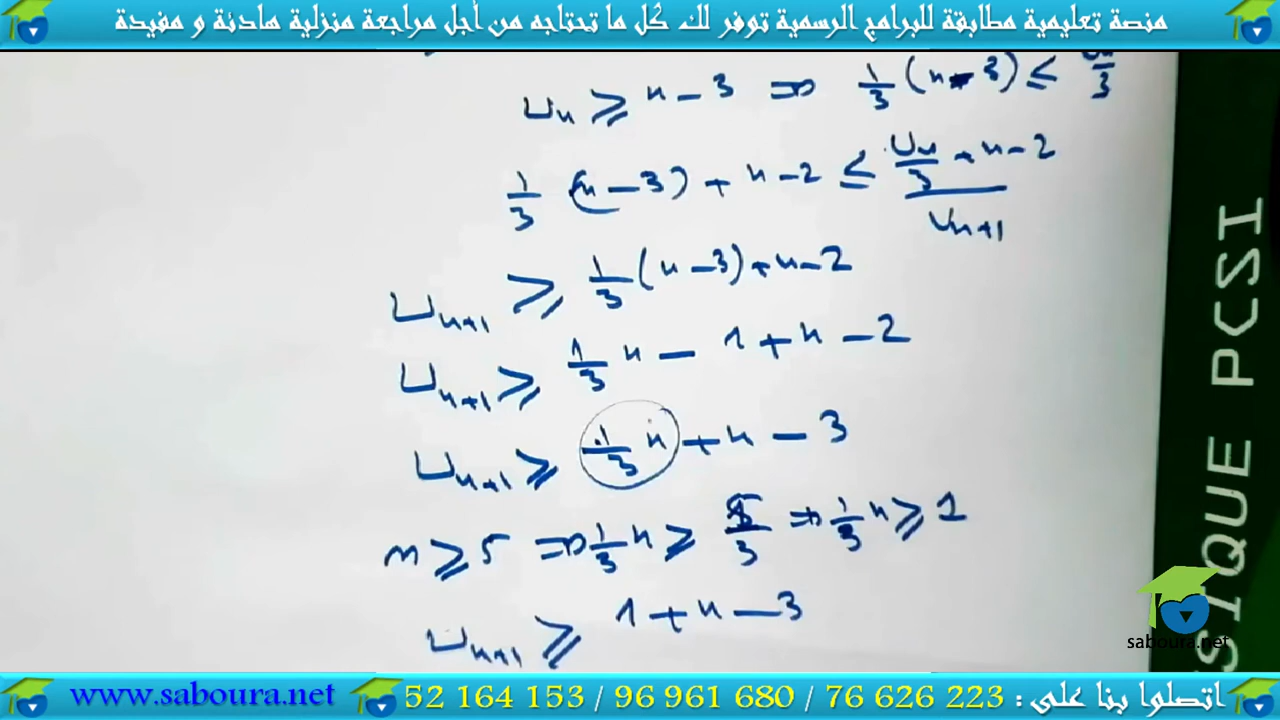 منصة تعليمية مطابقة للبرامج الرسمية توفر لك كل ما تحتاجه من أجل مراجعة منزلية هادئة و مفيدة
Un ⩾ n - 3 ⇒ 1/3 (n - 3) ≤ Un/3
1/3 (n - 3) + n - 2 ≤ Un/3 + n - 2
Un+1
Un+1 ⩾ 1/3 (n - 3) + n - 2
Un+1 ⩾ 1/3 n - 1 + n - 2
Un+1 ⩾ 1/3 n + n - 3
n ⩾ 5 ⇒ 1/3 n ⩾ 5/3 ⇒ 1/3 n ⩾ 1
Un+1 ⩾ 1 + n - 3
SIQUE PCSI
saboura.net
www.saboura.net
52 164 153 / 96 961 680 / 76 626 223 : اتصلوا بنا على